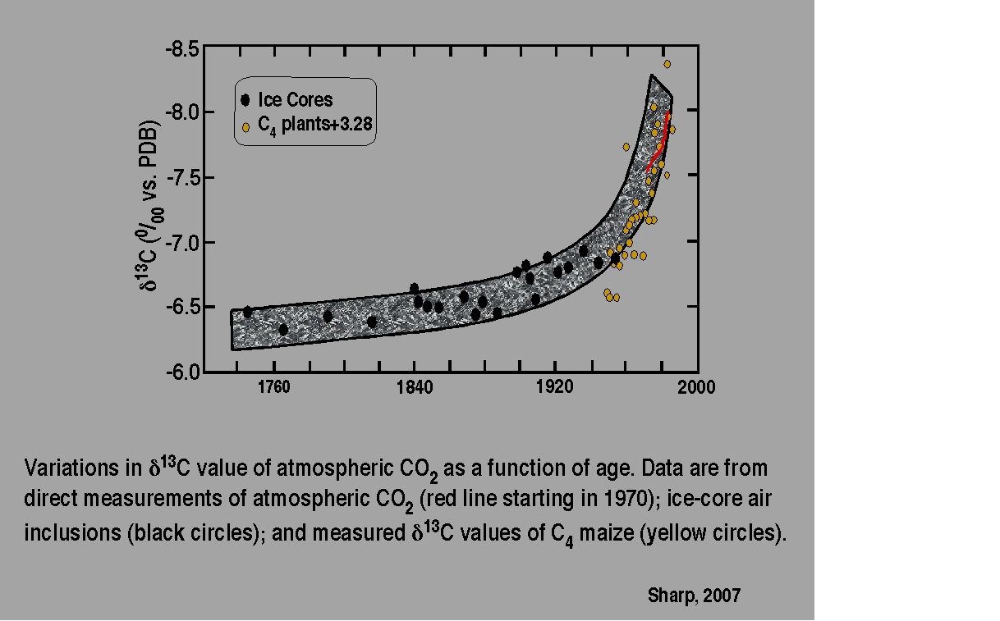 -8.5
-8.0
-7.5
-7.0
-6.5
-6.0
δ¹³C (⁰/₀₀ vs. PDB)
Ice Cores
C₄ plants+3.28
1760 1840 1920 2000
Variations in δ¹³C value of atmospheric CO₂ as a function of age. Data are from
direct measurements of atmospheric CO₂ (red line starting in 1970); ice-core air
inclusions (black circles); and measured δ¹³C values of C₄ maize (yellow circles).
Sharp, 2007